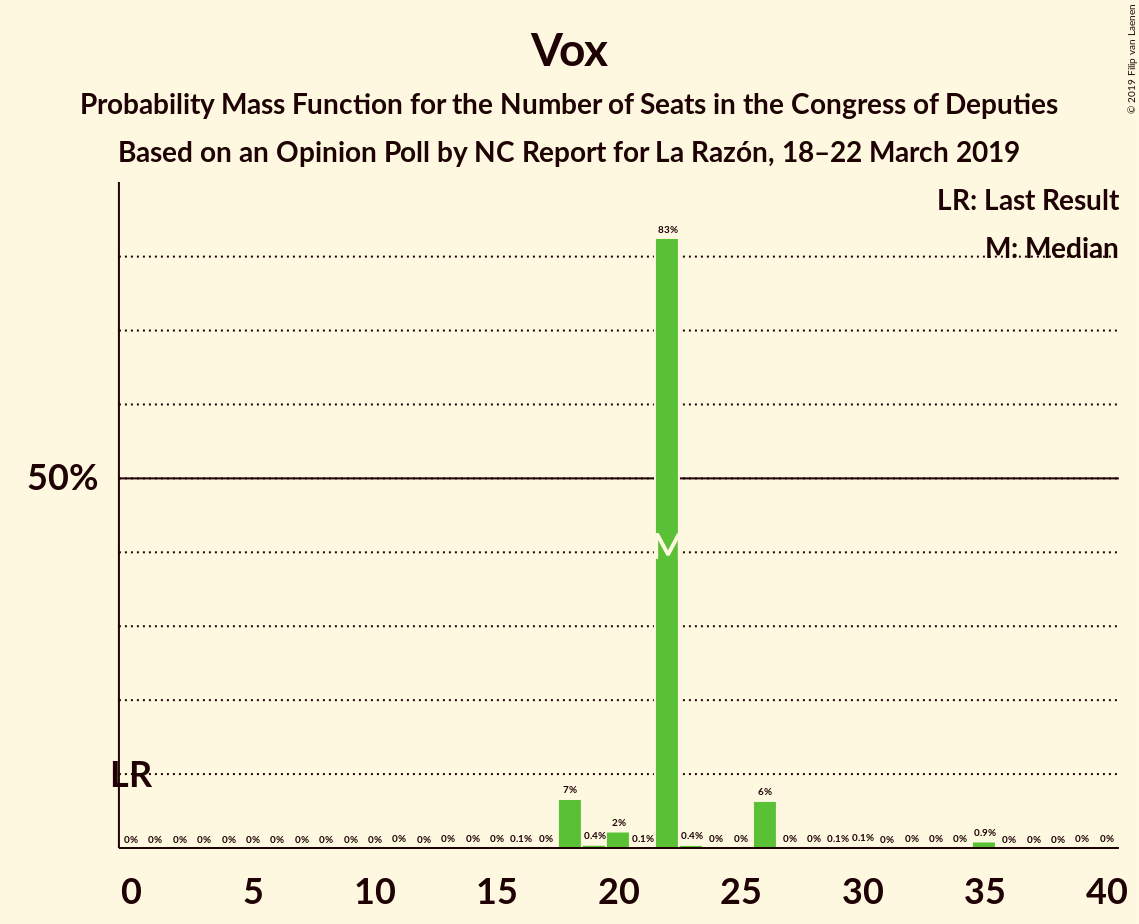 © 2019 Filip van Laenen
Vox
Probability Mass Function for the Number of Seats in the Congress of Deputies
Based on an Opinion Poll by NC Report for La Razón, 18–22 March 2019
LR: Last Result
M: Median
83%
50%
M
LR
0% 0% 0% 0% 0% 0% 0% 0% 0% 0% 0% 0% 0% 0% 0% 0% 0.1% 0% 7% 0.4% 2% 0.1% 0.4% 0% 0% 6% 0% 0% 0.1% 0.1% 0% 0% 0% 0% 0.9% 0% 0% 0% 0% 0%
0 5 10 15 20 25 30 35 40